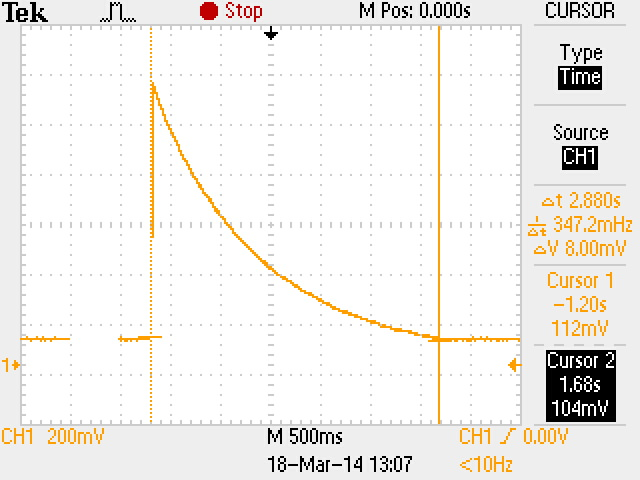 Tek Stop M Pos: 0.000s CURSOR
Type
Time
Source
CH1
△t 2.880s
1/△t 347.2mHz
△V 8.00mV
Cursor 1
−1.20s
112mV
Cursor 2
1.68s
104mV
1
CH1 200mV M 500ms CH1 0.00V
18−Mar−14 13:07 <10Hz